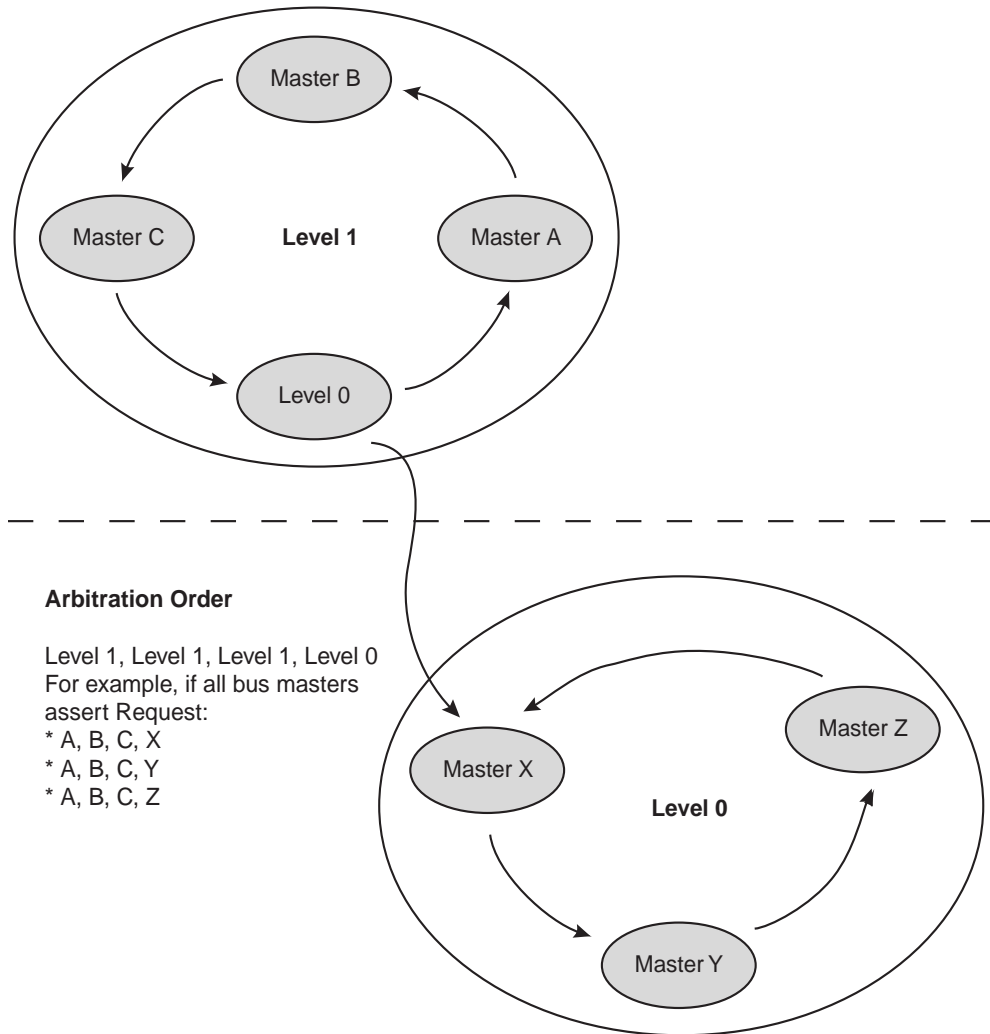 Master B
Master C
Level 1
Master A
Level 0
Arbitration Order
Level 1, Level 1, Level 1, Level 0
For example, if all bus masters
assert Request:
* A, B, C, X
* A, B, C, Y
* A, B, C, Z
Master Z
Master X
Level 0
Master Y